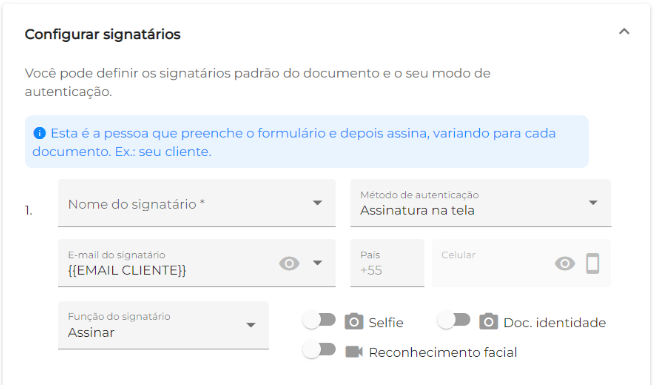 Configurar signatários
Você pode definir os signatários padrão do documento e o seu modo de
autenticação.
Esta é a pessoa que preenche o formulário e depois assina, variando para cada
documento. Ex.: seu cliente.
1.
Nome do signatário *
Método de autenticação
Assinatura na tela
E-mail do signatário
{{EMAIL CLIENTE}}
País
+55
Celular
Função do signatário
Assinar
Selfie
Doc. identidade
Reconhecimento facial